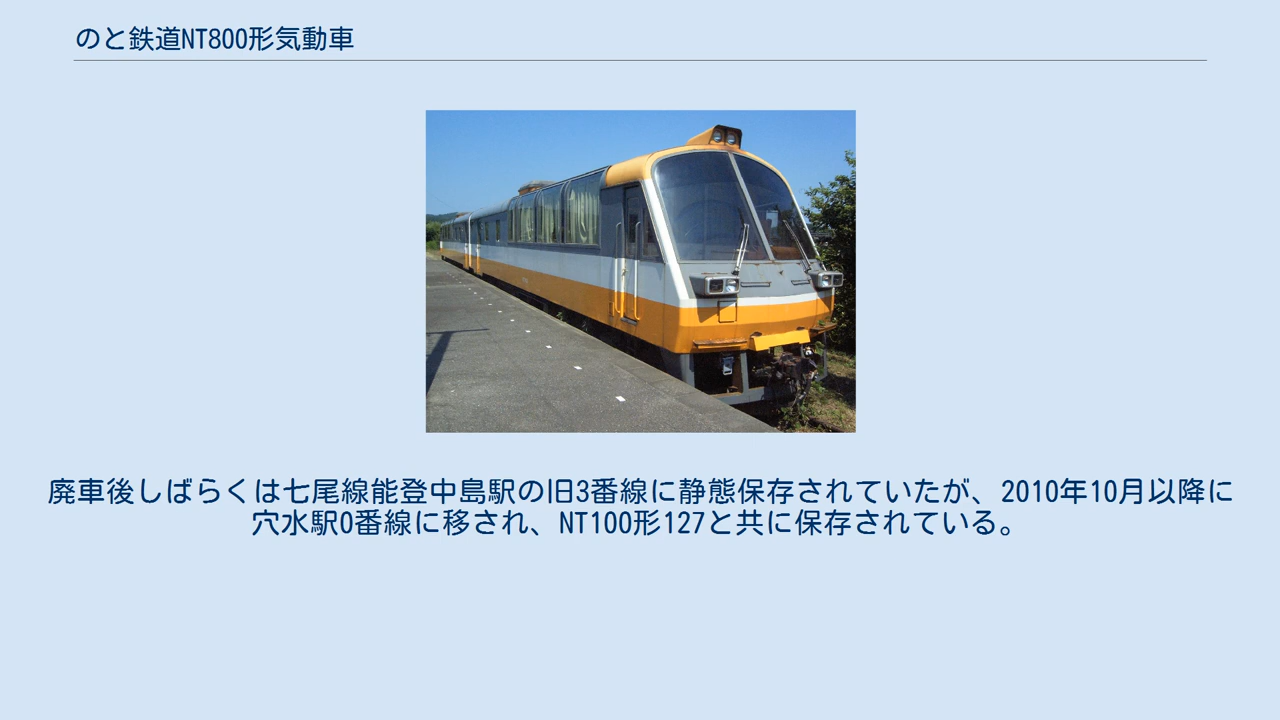 のと鉄道NT800形気動車
廃車後しばらくは七尾線能登中島駅の旧3番線に静態保存されていたが、2010年10月以降に
穴水駅0番線に移され、NT100形127と共に保存されている。